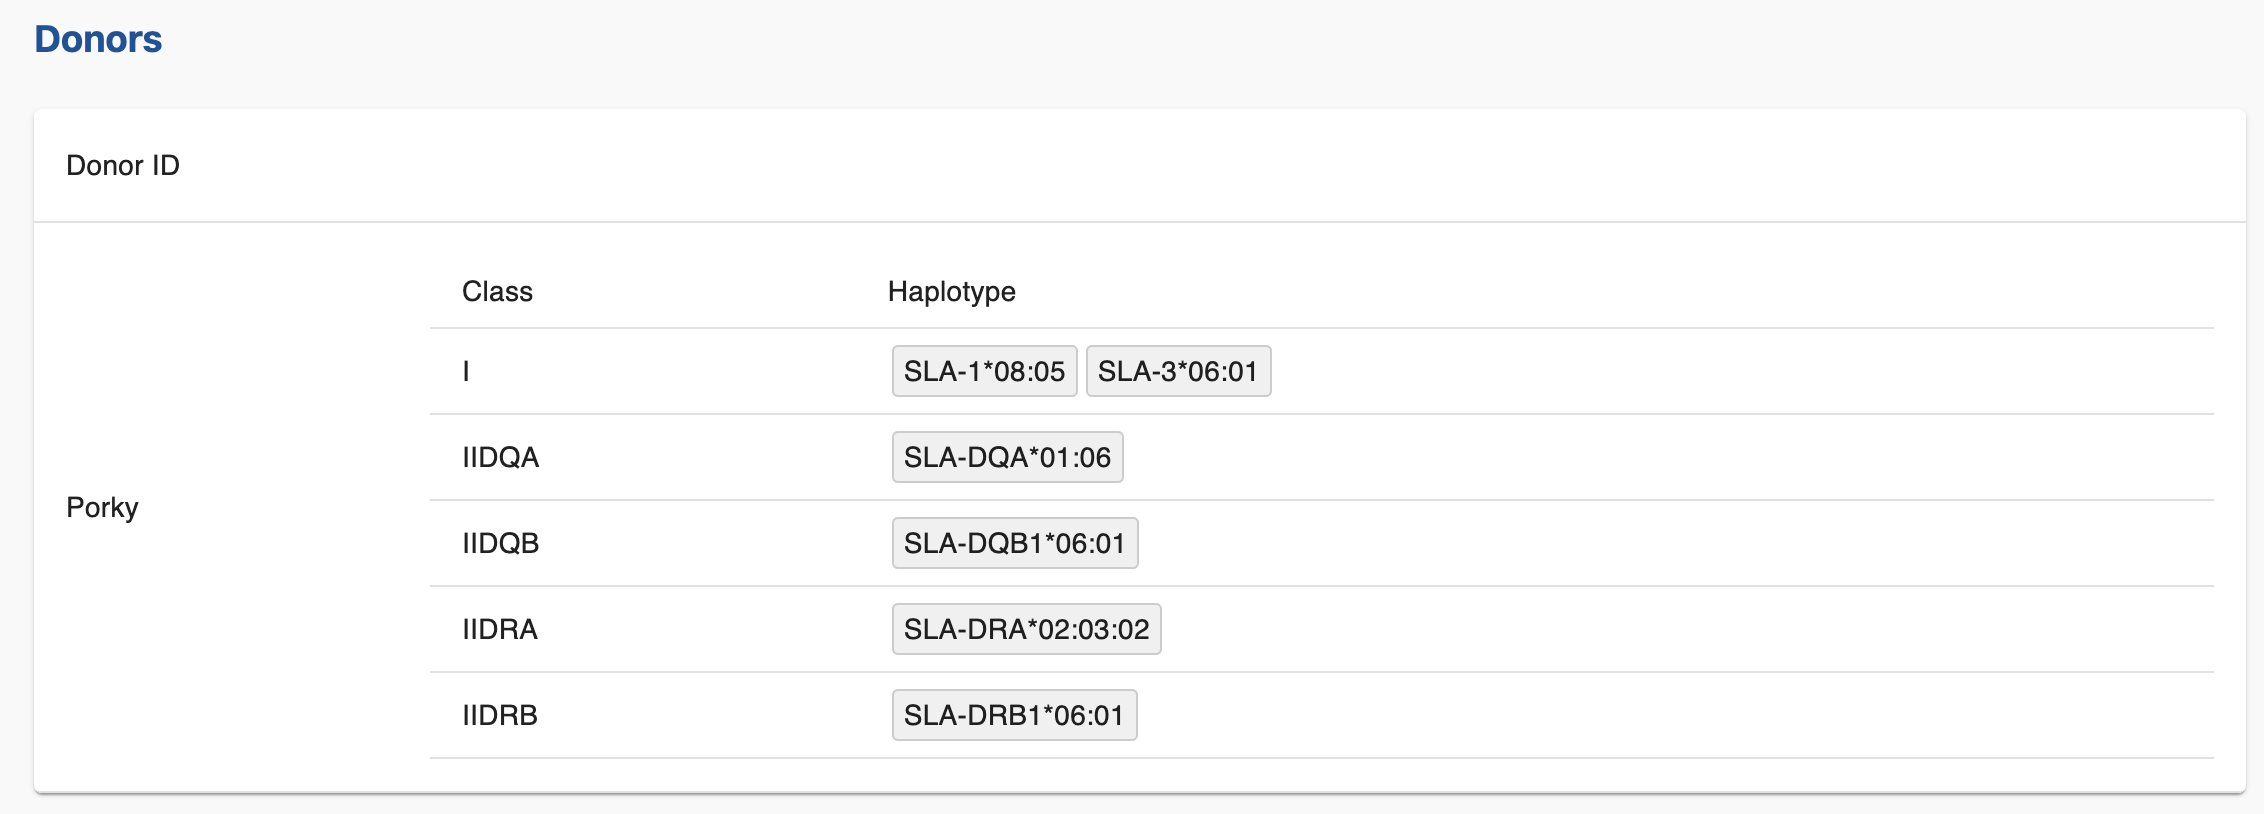 Donors
Donor ID
Class Haplotype
I SLA-1*08:05 SLA-3*06:01
IIDQA SLA-DQA*01:06
Porky
IIDQB SLA-DQB1*06:01
IIDRA SLA-DRA*02:03:02
IIDRB SLA-DRB1*06:01